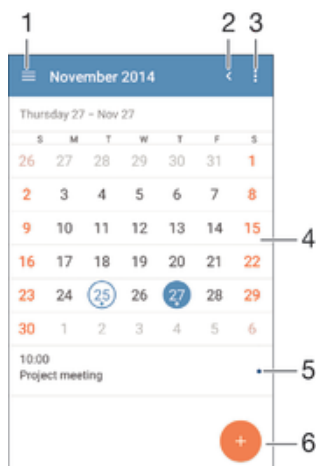 1 2 3
November 2014
Thursday 27 – Nov 27
S M T W T F S
26 27 28 29 30 31 1
2 3 4 5 6 7 8
9 10 11 12 13 14 15
4
16 17 18 19 20 21 22
23 24 25 26 27 28 29
30 1 2 3 4 5 6
10:00
Project meeting
5
+
6